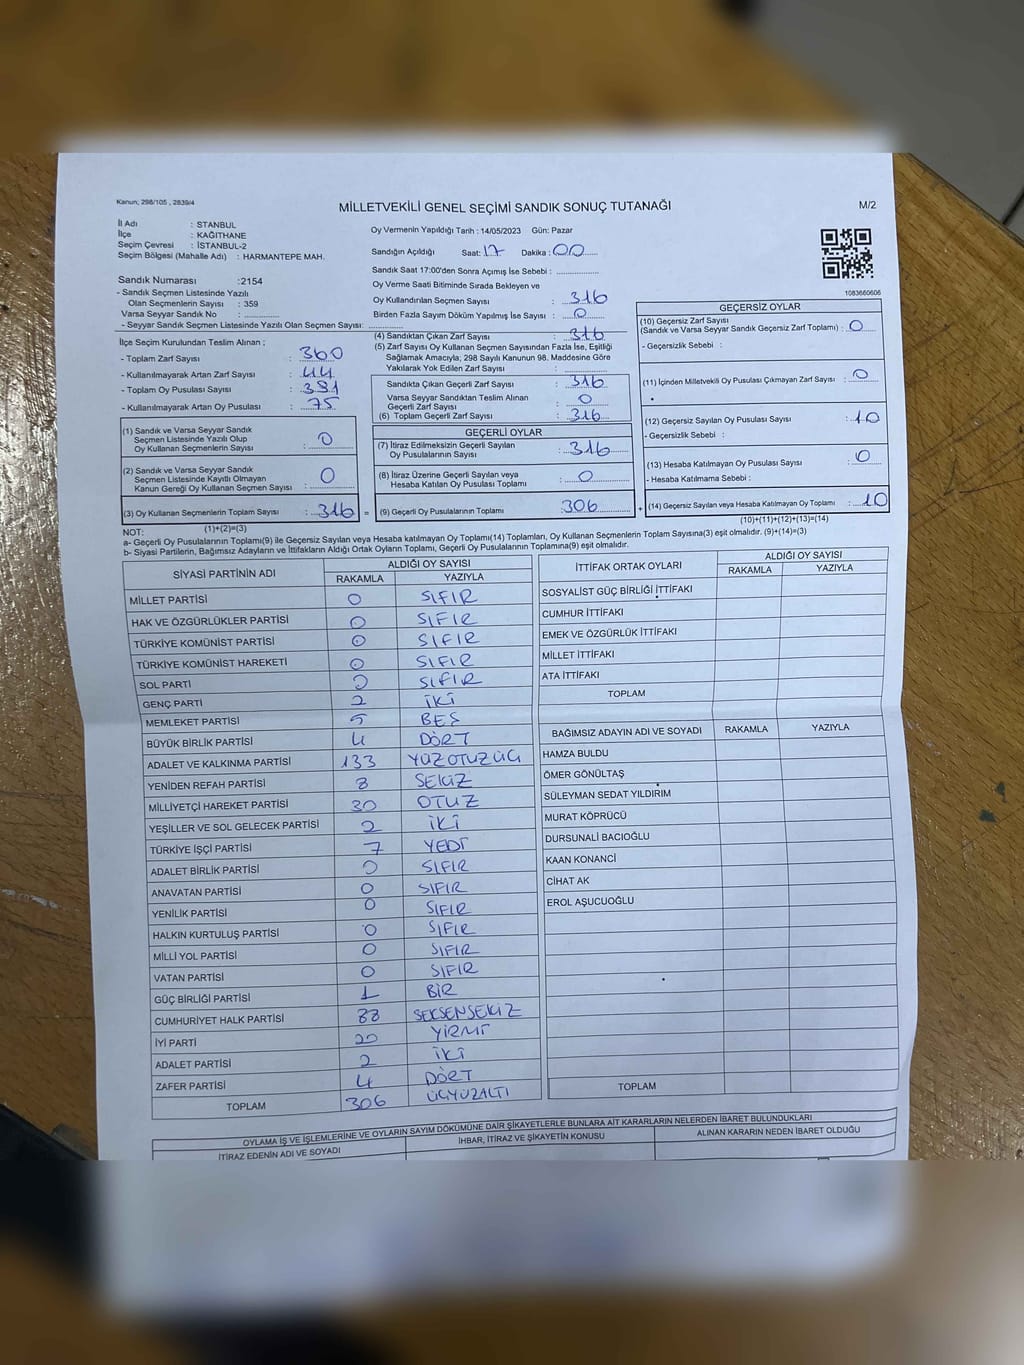 Kanun; 298/105 , 2839/4
MİLLETVEKİLİ GENEL SEÇİMİ SANDIK SONUÇ TUTANAĞI
M/2
İl Adı : STANBUL
İlçe : KAĞITHANE
Seçim Çevresi : İSTANBUL-2
Seçim Bölgesi (Mahalle Adı) : HARMANTEPE MAH.
Sandık Numarası :2154
- Sandık Seçmen Listesinde Yazılı
Olan Seçmenlerin Sayısı : 359
Varsa Seyyar Sandık No : ..............
- Seyyar Sandık Seçmen Listesinde Yazılı Olan Seçmen Sayısı: ..............
İlçe Seçim Kurulundan Teslim Alınan ;
- Toplam Zarf Sayısı : 360
- Kullanılmayarak Artan Zarf Sayısı : 44
- Toplam Oy Pusulası Sayısı : 391
- Kullanılmayarak Artan Oy Pusulası : 75
(1) Sandık ve Varsa Seyyar Sandık
Seçmen Listesinde Yazılı Olup
Oy Kullanan Seçmenlerin Sayısı : 0
(2) Sandık ve Varsa Seyyar Sandık
Seçmen Listesinde Kayıtlı Olmayan
Kanun Gereği Oy Kullanan Seçmen Sayısı : 0
(3) Oy Kullanan Seçmenlerin Toplam Sayısı : 316 =
(1)+(2)=(3)
Oy Vermenin Yapıldığı Tarih : 14/05/2023 Gün: Pazar
Sandığın Açıldığı Saat: 17 Dakika : 00
Sandık Saat 17:00'den Sonra Açımış İse Sebebi : ..............
Oy Verme Saati Bitiminde Sırada Bekleyen ve
Oy Kullandırılan Seçmen Sayısı : 316
Birden Fazla Sayım Döküm Yapılmış İse Sayısı : 0
(4) Sandıktan Çıkan Zarf Sayısı : 316
(5) Zarf Sayısı Oy Kullanan Seçmen Sayısından Fazla İse, Eşitliği
Sağlamak Amacıyla; 298 Sayılı Kanunun 98. Maddesine Göre
Yakılarak Yok Edilen Zarf Sayısı : ..............
Sandıkta Çıkan Geçerli Zarf Sayısı : 316
Varsa Seyyar Sandıktan Teslim Alınan
Geçerli Zarf Sayısı : 0
(6) Toplam Geçerli Zarf Sayısı : 316
GEÇERLİ OYLAR
(7) İtiraz Edilmeksizin Geçerli Sayılan
Oy Pusulalarının Sayısı : 316
(8) İtiraz Üzerine Geçerli Sayılan veya
Hesaba Katılan Oy Pusulası Toplamı : 0
(9) Geçerli Oy Pusulalarının Toplamı :306 +
1083660606
GEÇERSİZ OYLAR
(10) Geçersiz Zarf Sayısı
(Sandık ve Varsa Seyyar Sandık Geçersiz Zarf Toplamı) : 0
- Geçersizlik Sebebi :
(11) İçinden Milletvekili Oy Pusulası Çıkmayan Zarf Sayısı : 0
(12) Geçersiz Sayılan Oy Pusulası Sayısı : 10
- Geçersizlik Sebebi :
(13) Hesaba Katılmayan Oy Pusulası Sayısı : 0
- Hesaba Katılmama Sebebi :
(14) Geçersiz Sayılan veya Hesaba Katılmayan Oy Toplamı : 10
(10)+(11)+(12)+(13)=(14)
NOT:
a- Geçerli Oy Pusulalarının Toplamı(9) ile Geçersiz Sayılan veya Hesaba katılmayan Oy Toplamı(14) Toplamları, Oy Kullanan Seçmenlerin Toplam Sayısına(3) eşit olmalıdır. (9)+(14)=(3)
b- Siyasi Partilerin, Bağımsız Adayların ve İttifakların Aldığı Ortak Oyların Toplamı, Geçerli Oy Pusulalarının Toplamına(9) eşit olmalıdır.
SİYASİ PARTİNİN ADI ALDIĞI OY SAYISI
RAKAMLA YAZIYLA
MİLLET PARTİSİ 0 SIFIR
HAK VE ÖZGÜRLÜKLER PARTİSİ 0 SIFIR
TÜRKİYE KOMÜNİST PARTİSİ 0 SIFIR
TÜRKİYE KOMÜNİST HAREKETİ 0 SIFIR
SOL PARTİ 0 SIFIR
GENÇ PARTİ 2 İKİ
MEMLEKET PARTİSİ 5 BEŞ
BÜYÜK BİRLİK PARTİSİ 4 DÖRT
ADALET VE KALKINMA PARTİSİ 133 YÜZOTUZÜÇ
YENİDEN REFAH PARTİSİ 8 SEKİZ
MİLLİYETÇİ HAREKET PARTİSİ 30 OTUZ
YEŞİLLER VE SOL GELECEK PARTİSİ 2 İKİ
TÜRKİYE İŞÇİ PARTİSİ 7 YEDİ
ADALET BİRLİK PARTİSİ 0 SIFIR
ANAVATAN PARTİSİ 0 SIFIR
YENİLİK PARTİSİ 0 SIFIR
HALKIN KURTULUŞ PARTİSİ 0 SIFIR
MİLLİ YOL PARTİSİ 0 SIFIR
VATAN PARTİSİ 0 SIFIR
GÜÇ BİRLİĞİ PARTİSİ 1 BİR
CUMHURİYET HALK PARTİSİ 88 SEKSENSEKİZ
İYİ PARTİ 20 YİRMİ
ADALET PARTİSİ 2 İKİ
ZAFER PARTİSİ 4 DÖRT
TOPLAM 306 ÜÇYÜZALTI
İTTİFAK ORTAK OYLARI ALDIĞI OY SAYISI
RAKAMLA YAZIYLA
SOSYALİST GÜÇ BİRLİĞİ İTTİFAKI
CUMHUR İTTİFAKI
EMEK VE ÖZGÜRLÜK İTTİFAKI
MİLLET İTTİFAKI
ATA İTTİFAKI
TOPLAM
BAĞIMSIZ ADAYIN ADI VE SOYADI RAKAMLA YAZIYLA
HAMZA BULDU
ÖMER GÖNÜLTAŞ
SÜLEYMAN SEDAT YILDIRIM
MURAT KÖPRÜCÜ
DURSUNALİ BACIOĞLU
KAAN KONANCİ
CİHAT AK
EROL AŞUCUOĞLU
TOPLAM
OYLAMA İŞ VE İŞLEMLERİNE VE OYLARIN SAYIM DÖKÜMÜNE DAİR ŞİKAYETLERLE BUNLARA AİT KARARLARIN NELERDEN İBARET BULUNDUKLARI
İTİRAZ EDENİN ADI VE SOYADI İHBAR, İTİRAZ VE ŞİKAYETİN KONUSU ALINAN KARARIN NEDEN İBARET OLDUĞU